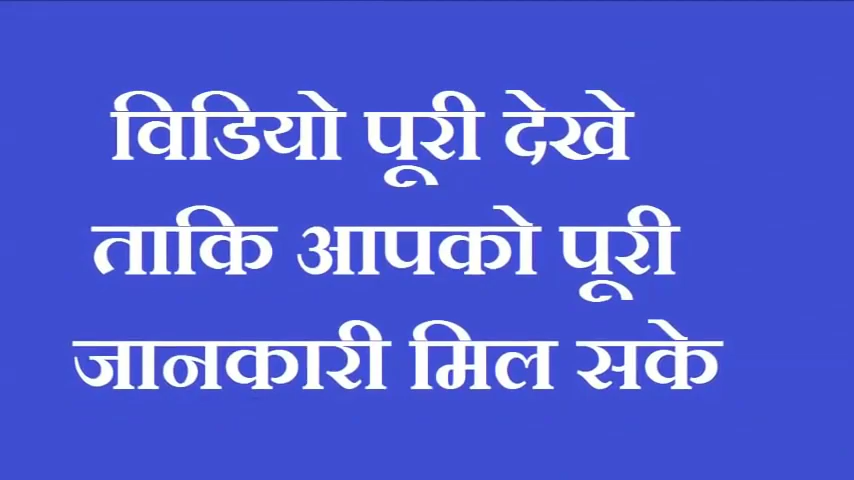 विडियो पूरी देखे
ताकि आपको पूरी
जानकारी मिल सके